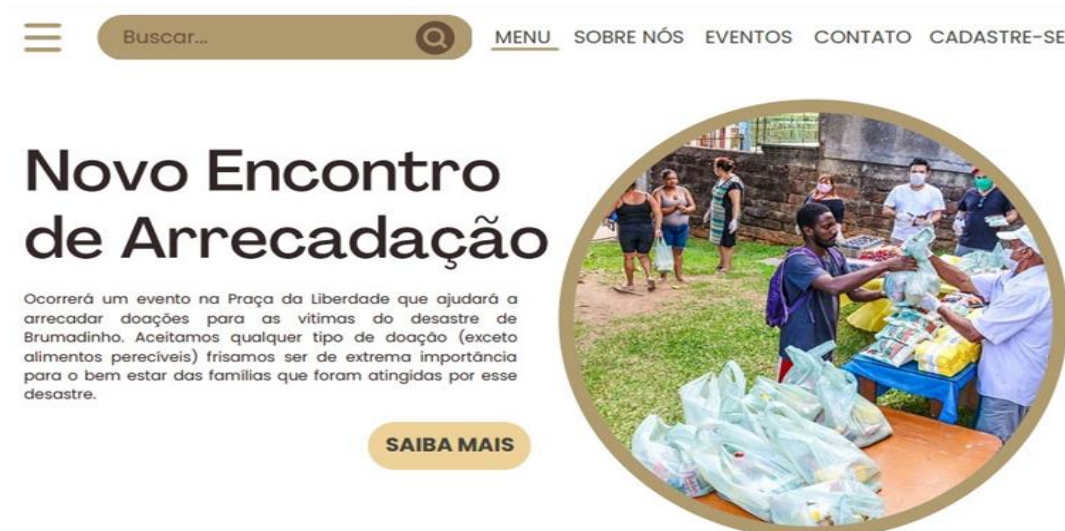 Buscar...
MENU SOBRE NÓS EVENTOS CONTATO CADASTRE-SE
Novo Encontro
de Arrecadação
Ocorrerá um evento na Praça da Liberdade que ajudará a
arrecadar doações para as vitimas do desastre de
Brumadinho. Aceitamos qualquer tipo de doação (exceto
alimentos perecíveis) frisamos ser de extrema importância
para o bem estar das famílias que foram atingidas por esse
desastre.
SAIBA MAIS